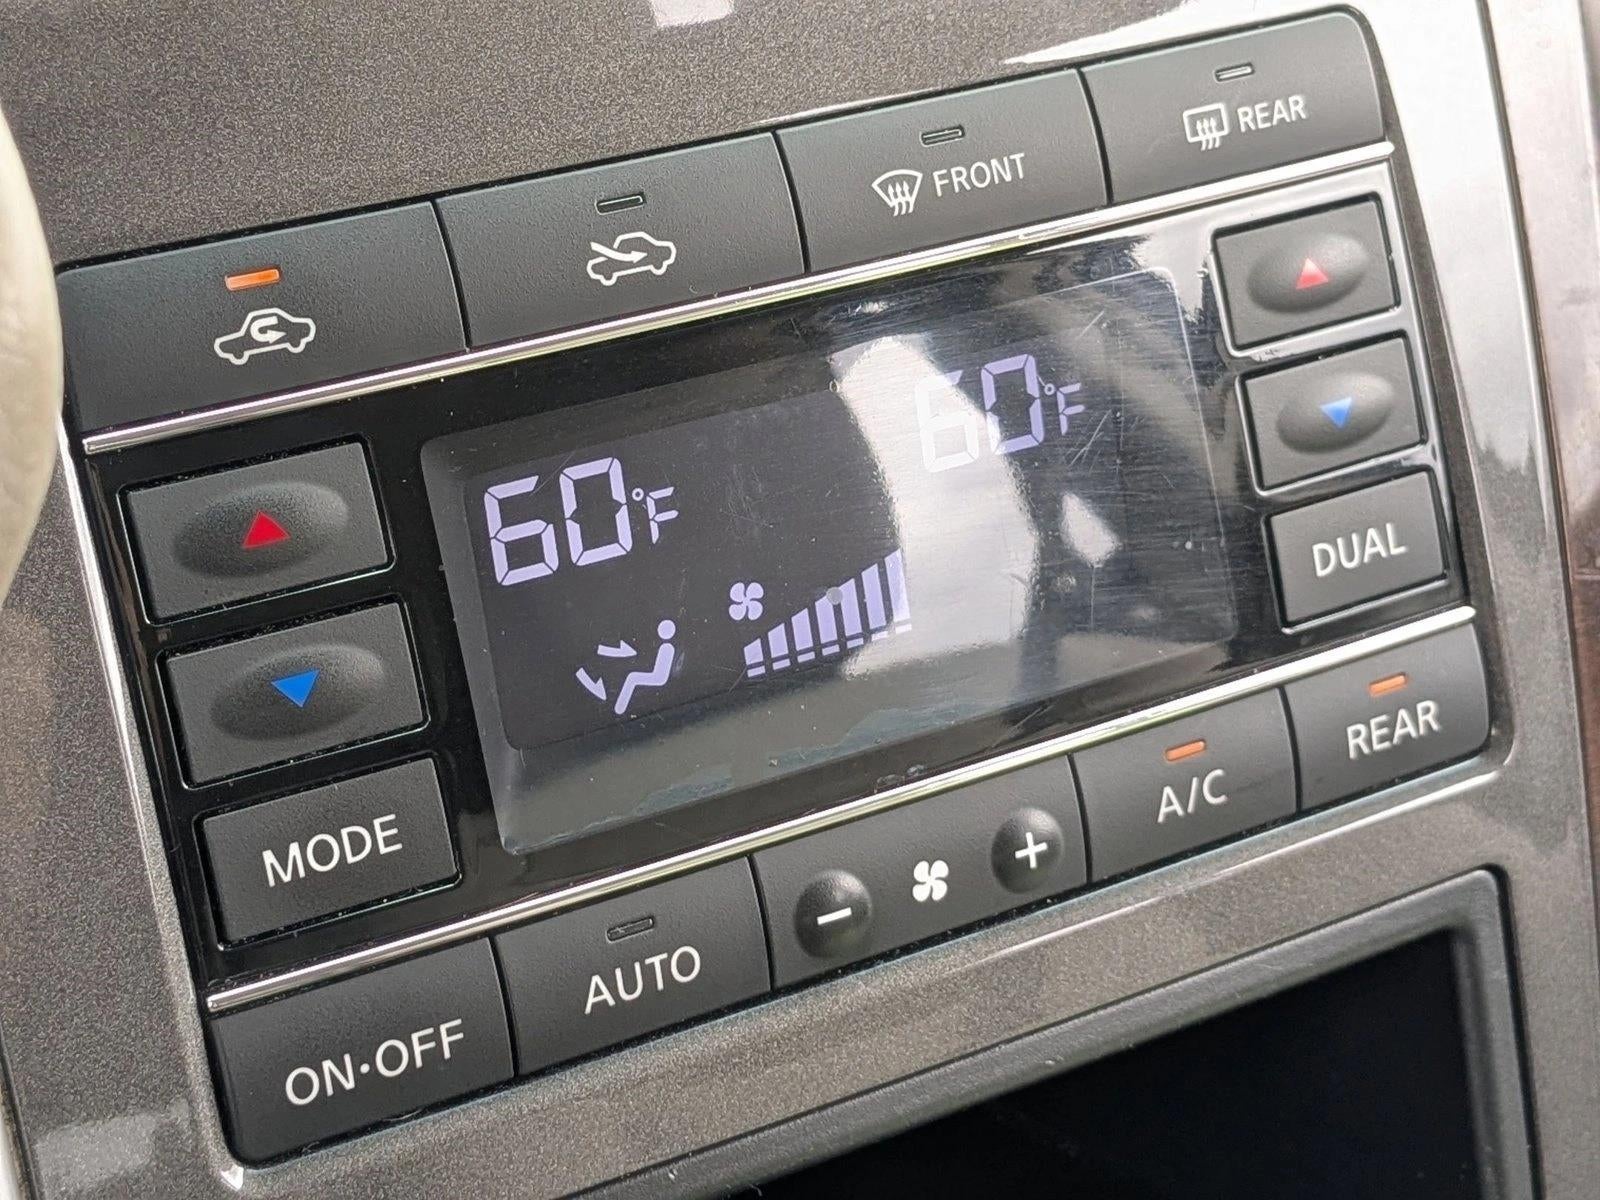 REAR
FRONT
60°F
60°F
DUAL
MODE
REAR
A/C
- +
AUTO
ON·OFF